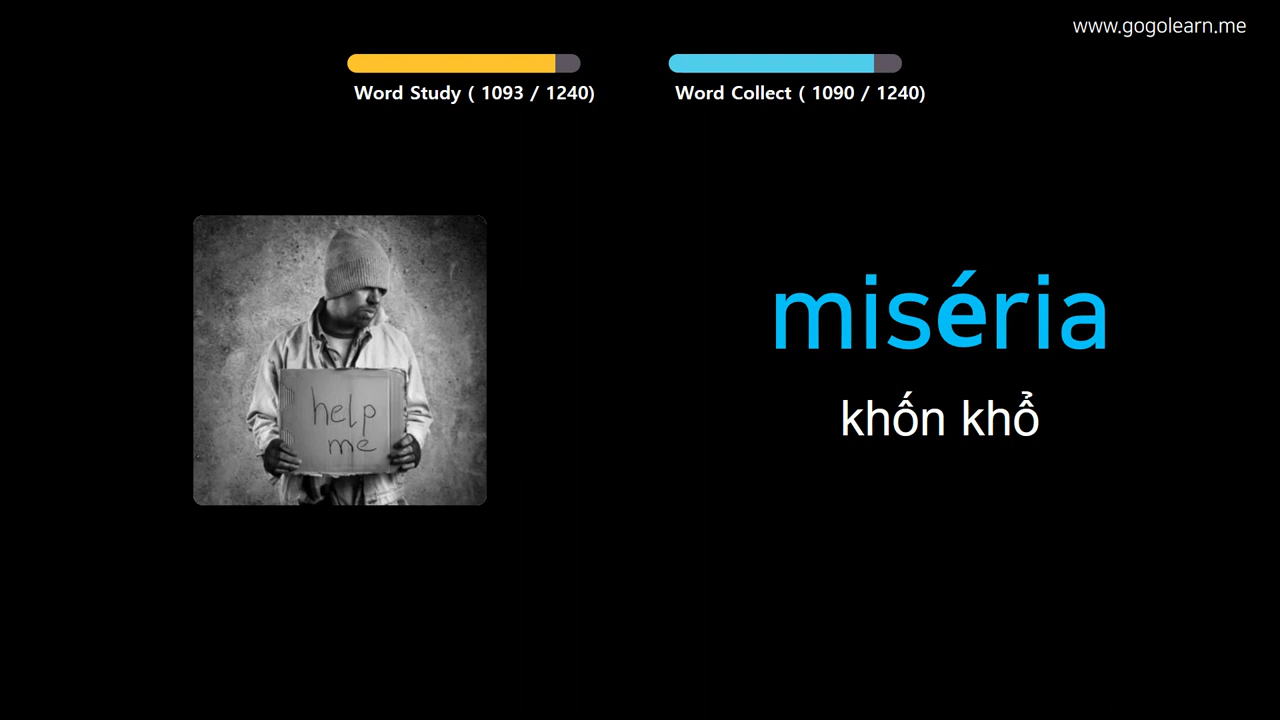 www.gogolearn.me
Word Study ( 1093 / 1240)
Word Collect ( 1090 / 1240)
help
me
miséria
khốn khổ